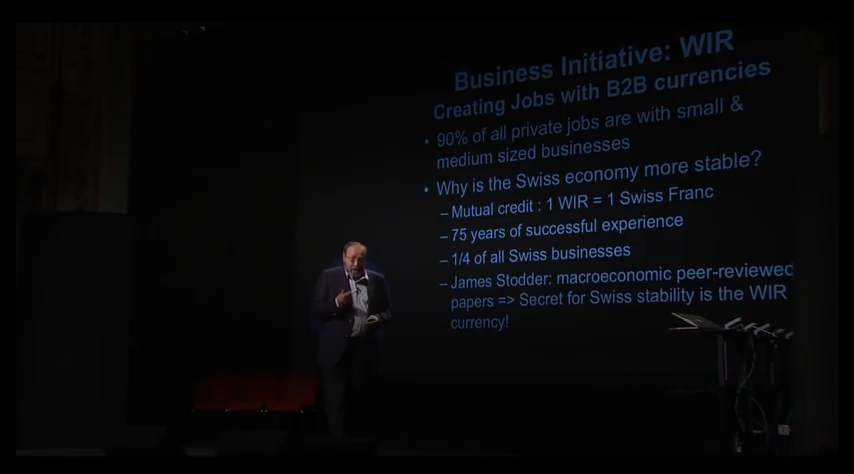 Business Initiative: WIR
Creating Jobs with B2B currencies
• 90% of all private jobs are with small &
medium sized businesses
• Why is the Swiss economy more stable?
– Mutual credit : 1 WIR = 1 Swiss Franc
– 75 years of successful experience
– 1/4 of all Swiss businesses
– James Stodder: macroeconomic peer-reviewed
papers => Secret for Swiss stability is the WIR
currency!